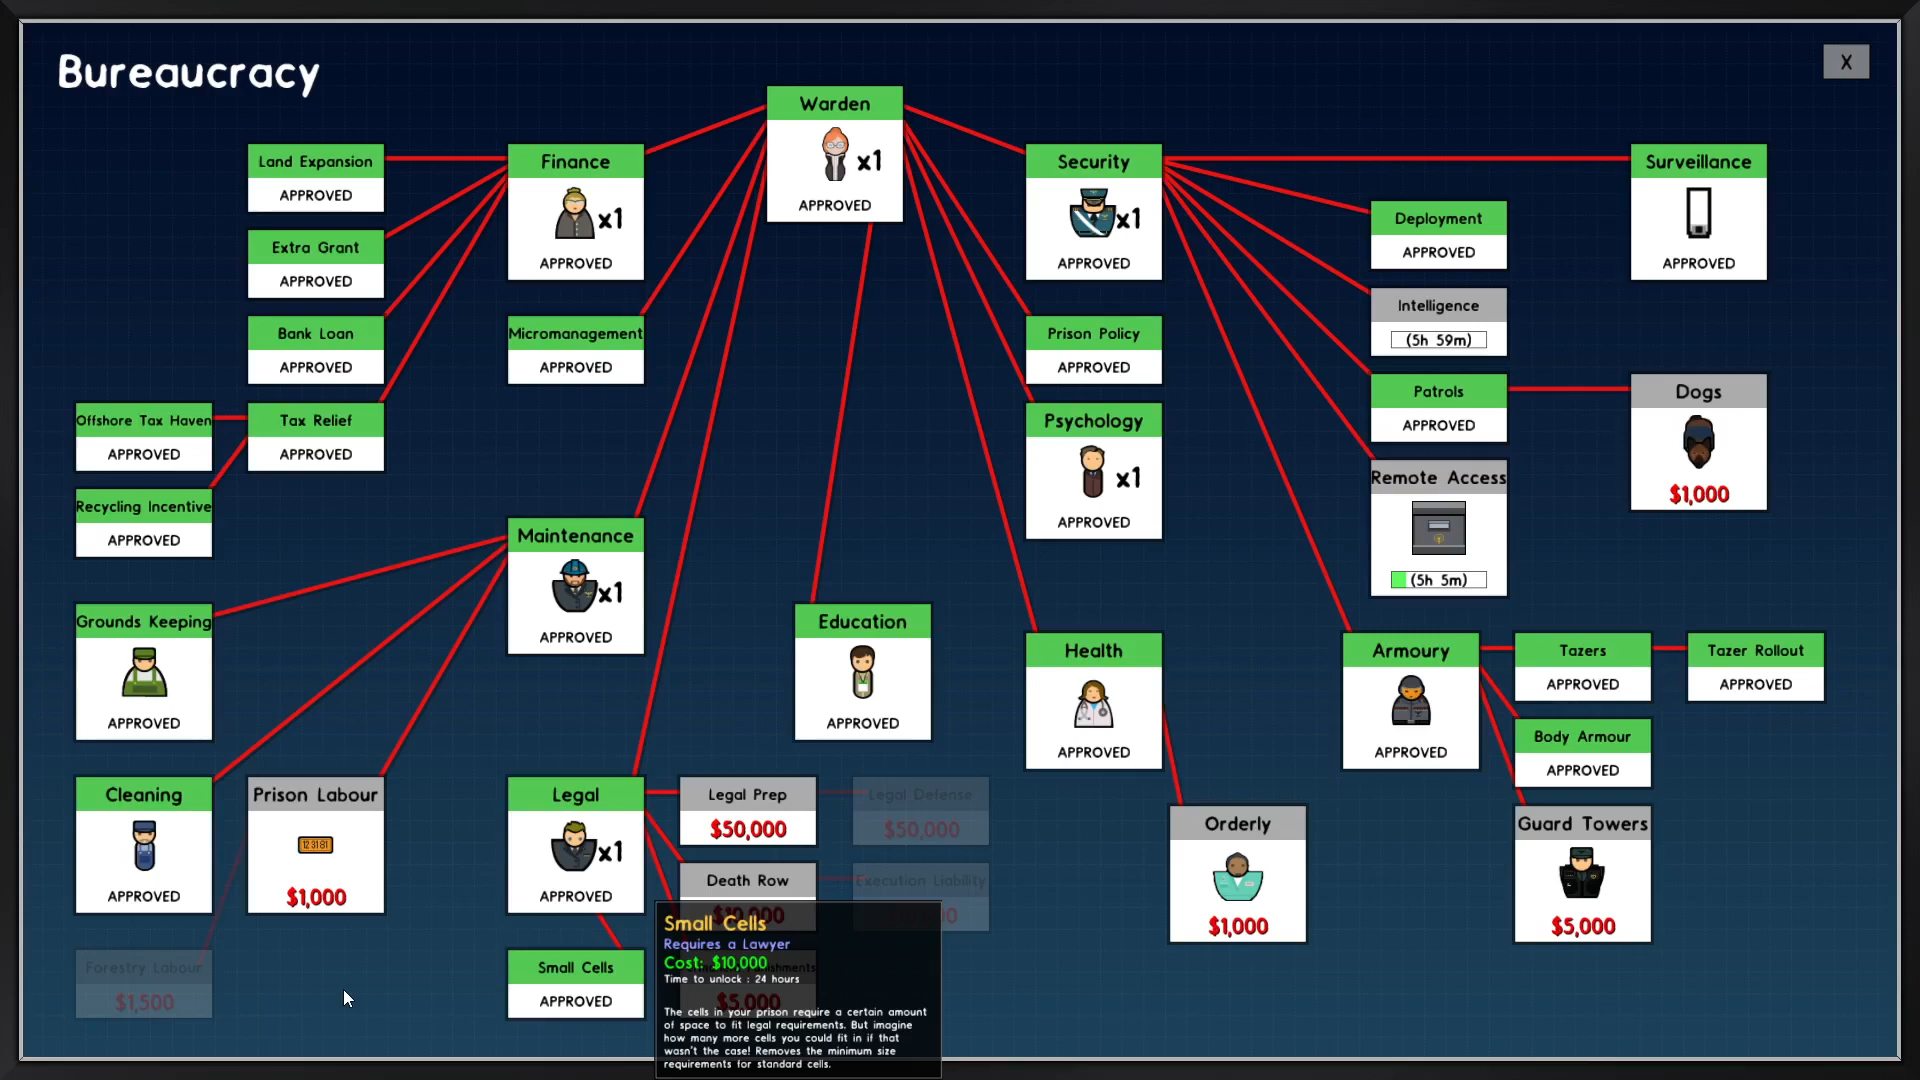 Bureaucracy
X
Warden
x1
APPROVED
Land Expansion
APPROVED
Finance
x1
APPROVED
Security
x1
APPROVED
Surveillance
APPROVED
Deployment
APPROVED
Extra Grant
APPROVED
Intelligence
(5h 59m)
Bank Loan
APPROVED
Micromanagement
APPROVED
Prison Policy
APPROVED
Patrols
APPROVED
Dogs
$1,000
Offshore Tax Haven
APPROVED
Tax Relief
APPROVED
Psychology
x1
APPROVED
Remote Access
(5h 5m)
Recycling Incentive
APPROVED
Maintenance
x1
APPROVED
Grounds Keeping
APPROVED
Education
APPROVED
Health
APPROVED
Armoury
APPROVED
Tazers
APPROVED
Tazer Rollout
APPROVED
Body Armour
APPROVED
Cleaning
APPROVED
Prison Labour
123181
$1,000
Legal
x1
APPROVED
Legal Prep
$50,000
Legal Defense
$50,000
Orderly
$1,000
Guard Towers
$5,000
Death Row
$10,000
Execution Liability
Forestry Labour
$1,500
Small Cells
APPROVED
$5,000
Small Cells
Requires a Lawyer
Cost: $10,000
Time to unlock : 24 hours
The cells in your prison require a certain amount
of space to fit legal requirements. But imagine
how many more cells you could fit in if that
wasn't the case! Removes the minimum size
requirements for standard cells.